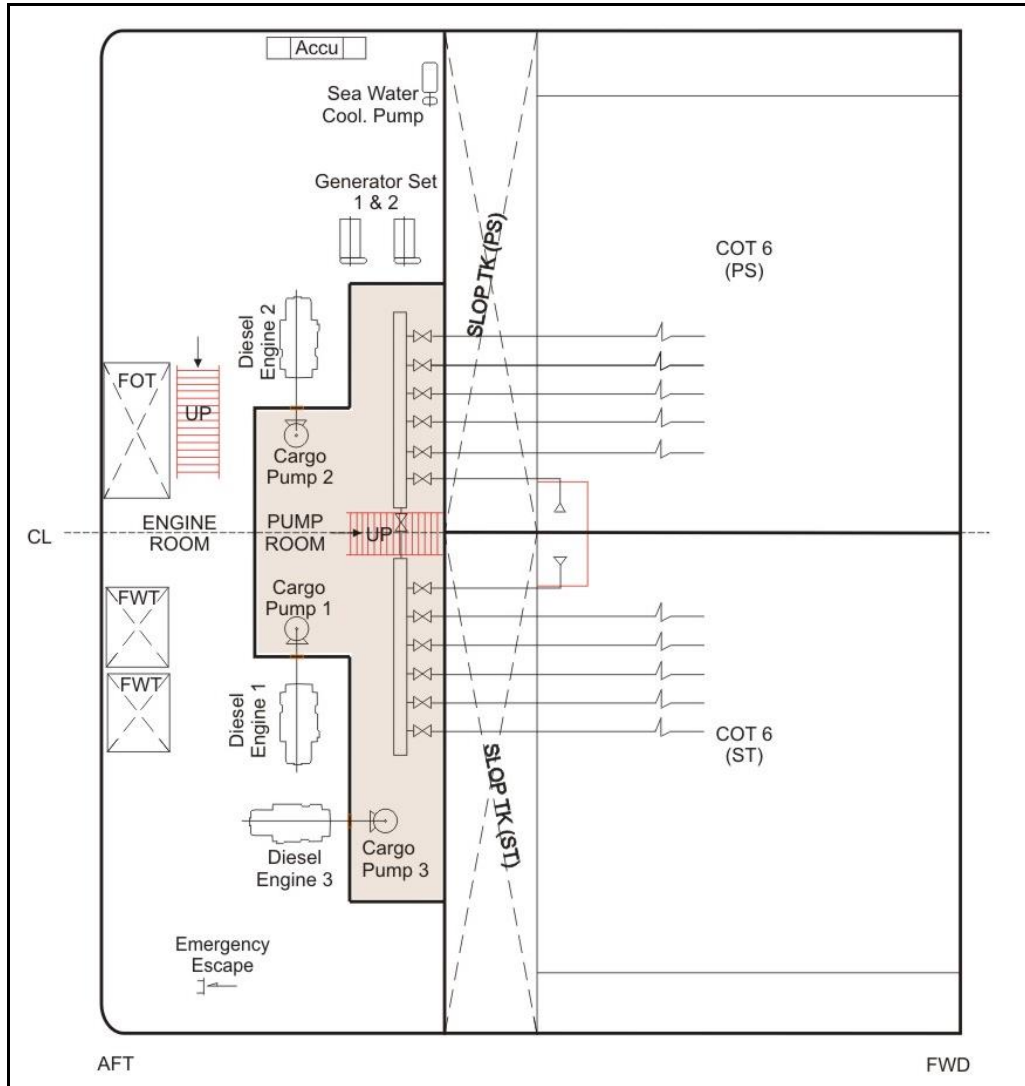 Accu
Sea Water
Cool. Pump
Generator Set
1 & 2
SLOP TK (PS)
COT 6
(PS)
Diesel
Engine 2
FOT
UP
Cargo
Pump 2
CL
ENGINE
ROOM
PUMP
ROOM
UP
Cargo
Pump 1
FWT
FWT
Diesel
Engine 1
COT 6
(ST)
SLOP TK (ST)
Diesel
Engine 3
Cargo
Pump 3
Emergency
Escape
AFT
FWD